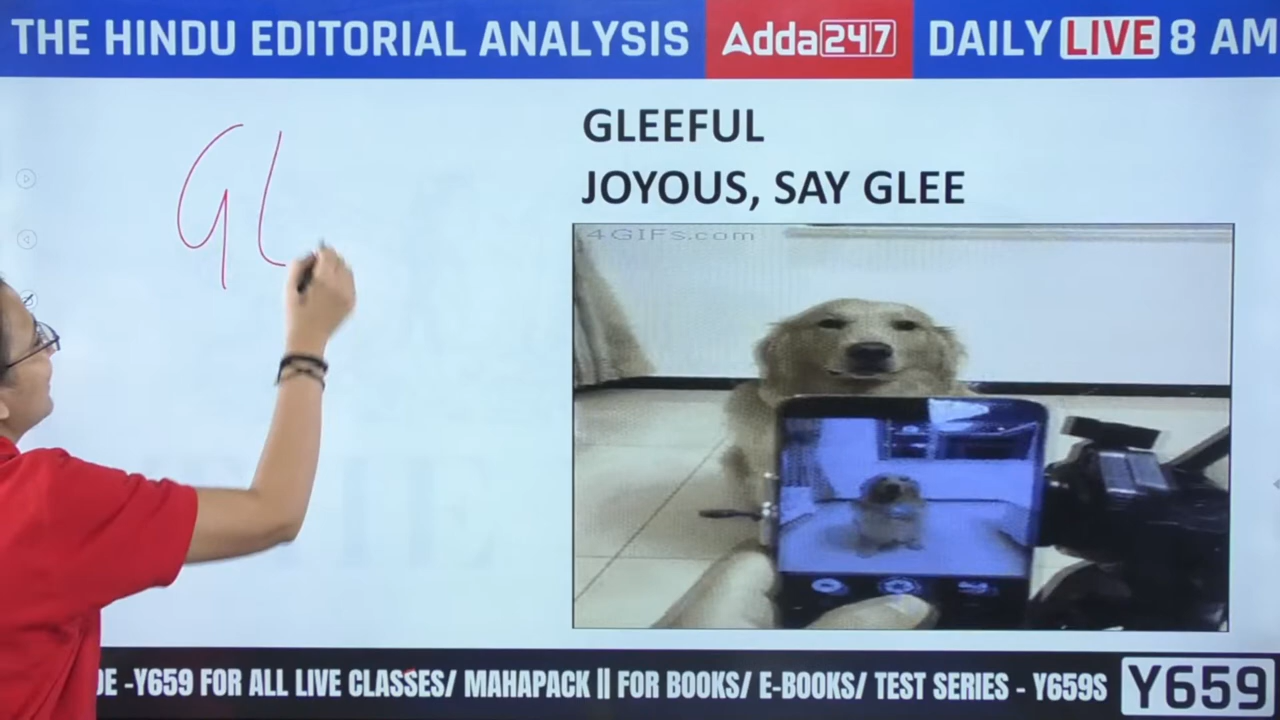 THE HINDU EDITORIAL ANALYSIS Adda247 DAILY LIVE 8 AM
GL
GLEEFUL
JOYOUS, SAY GLEE
4GIFs.com
DE -Y659 FOR ALL LIVE CLASSES/ MAHAPACK || FOR BOOKS/ E-BOOKS/ TEST SERIES - Y659S Y659